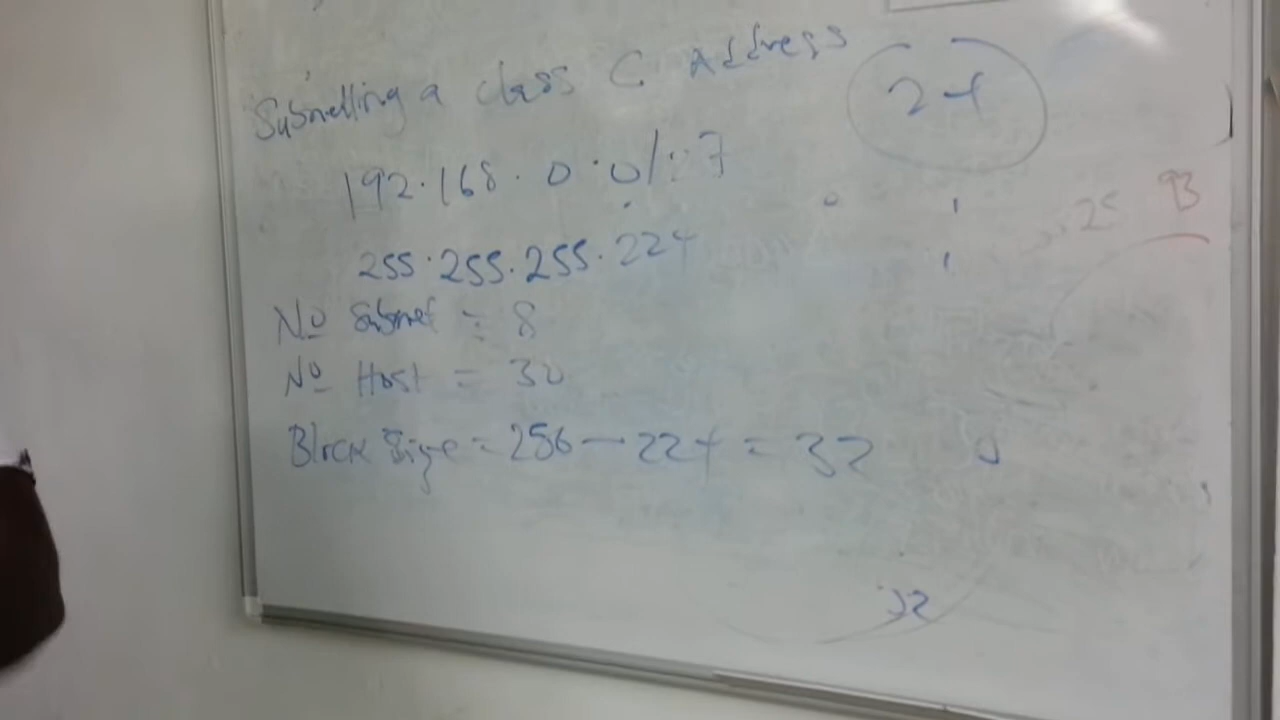 Subnetting a class C Address
24
192.168.0.0/27
255.255.255.224
No Subnet = 8
No Host = 30
Block Size = 256 - 224 = 32
32